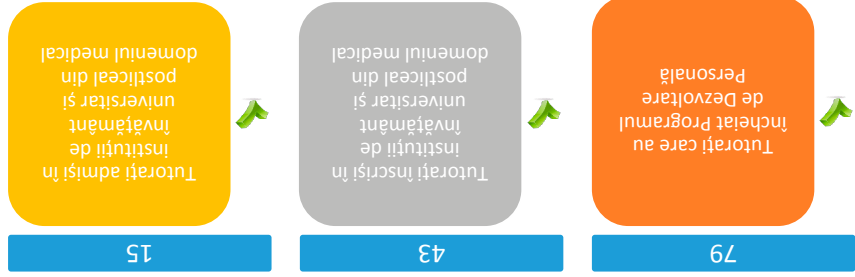 79
Tutorați care au
încheiat Programul
de Dezvoltare
Personală
43
Tutorați înscriși în
instituții de
învățământ
universitar și
postliceal din
domeniul medical
15
Tutorați admiși în
instituții de
învățământ
universitar și
postliceal din
domeniul medical